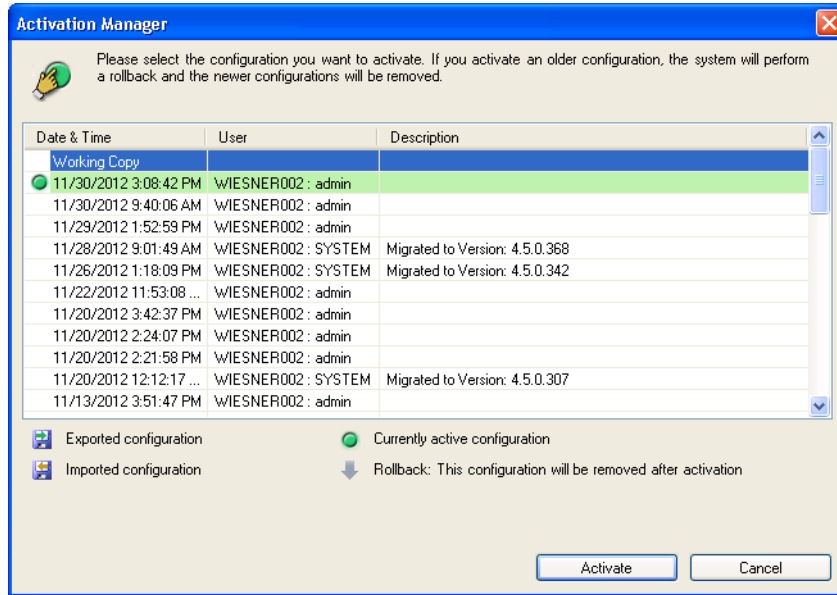 Activation Manager
Please select the configuration you want to activate. If you activate an older configuration, the system will perform
a rollback and the newer configurations will be removed.
Date & Time User Description
Working Copy
11/30/2012 3:08:42 PM WIESNER002 : admin
11/30/2012 9:40:06 AM WIESNER002 : admin
11/29/2012 1:52:59 PM WIESNER002 : admin
11/28/2012 9:01:49 AM WIESNER002 : SYSTEM Migrated to Version: 4.5.0.368
11/26/2012 1:18:09 PM WIESNER002 : SYSTEM Migrated to Version: 4.5.0.342
11/22/2012 11:53:08 ... WIESNER002 : admin
11/20/2012 3:42:37 PM WIESNER002 : admin
11/20/2012 2:24:07 PM WIESNER002 : admin
11/20/2012 2:21:58 PM WIESNER002 : admin
11/20/2012 12:12:17 ... WIESNER002 : SYSTEM Migrated to Version: 4.5.0.307
11/13/2012 3:51:47 PM WIESNER002 : admin
Exported configuration Currently active configuration
Imported configuration Rollback: This configuration will be removed after activation
Activate Cancel